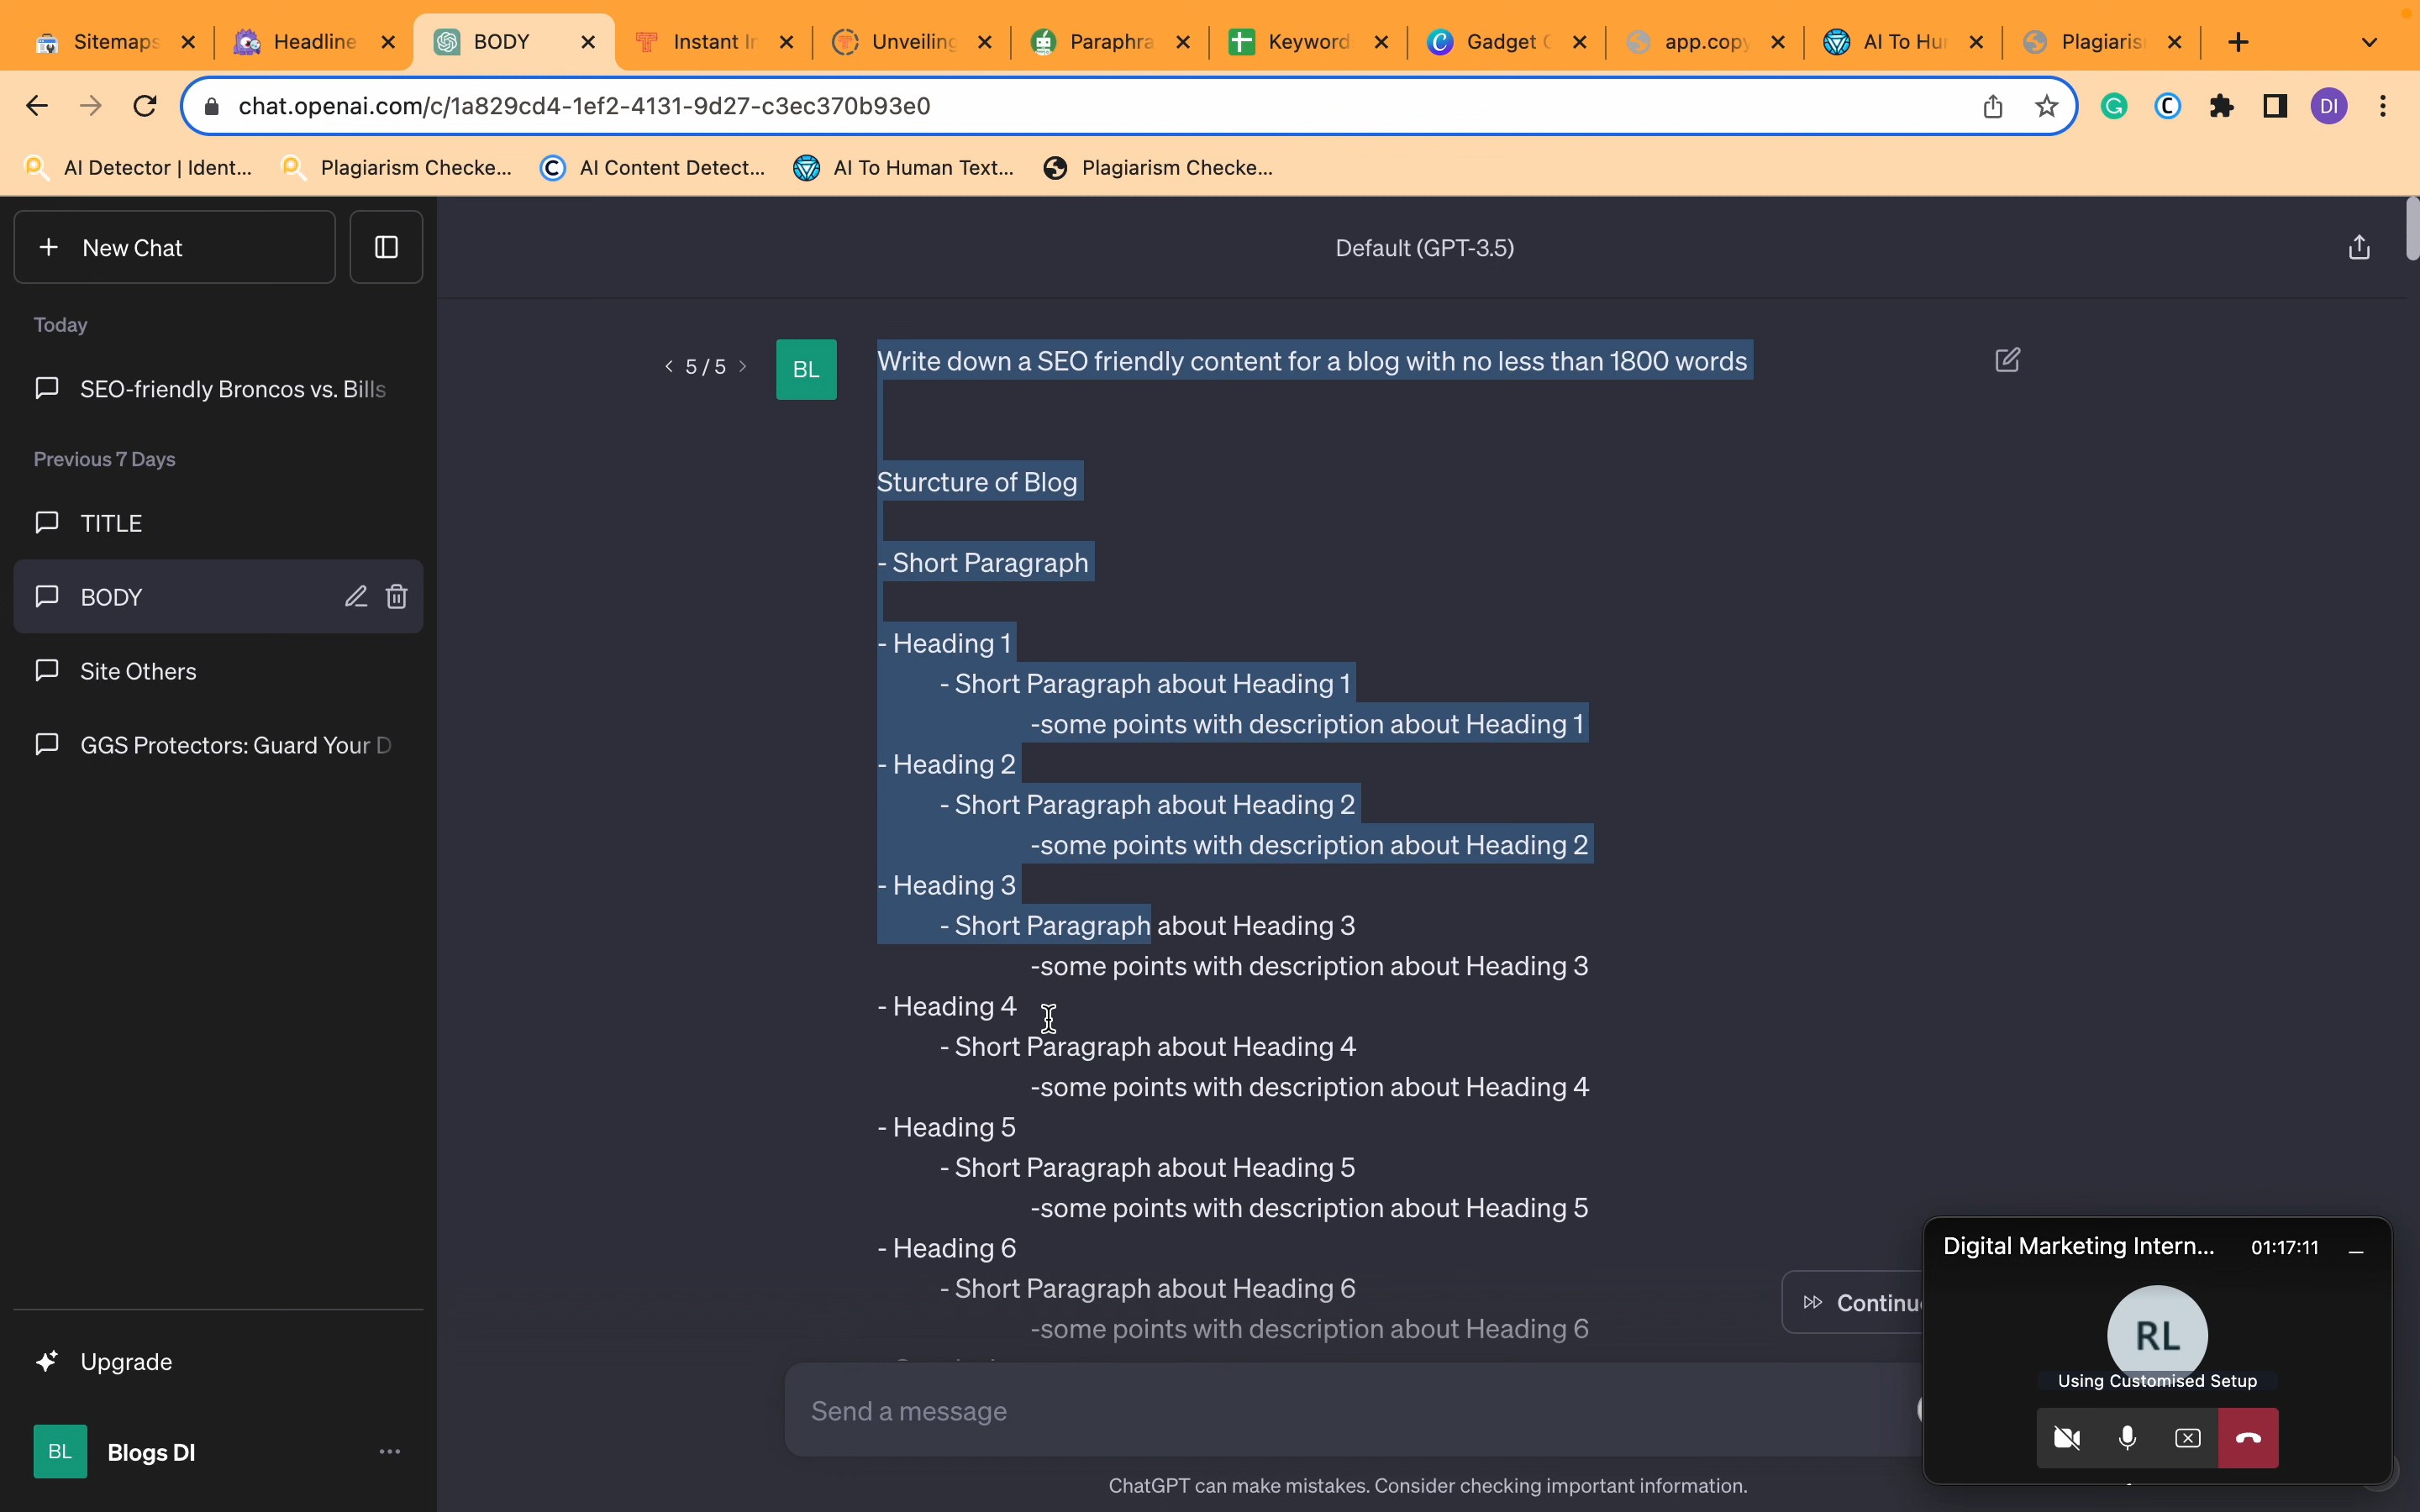 Sitemaps
Headline
BODY
Instant Ir
Unveiling
Paraphra
Keyword
Gadget
app.copy
AI To Hu
Plagiaris
chat.openai.com/c/1a829cd4-1ef2-4131-9d27-c3ec370b93e0
DI
AI Detector | Ident...
Plagiarism Checke...
AI Content Detect...
AI To Human Text...
Plagiarism Checke...
New Chat
Default (GPT-3.5)
Today
SEO-friendly Broncos vs. Bills
Previous 7 Days
TITLE
BODY
Site Others
GGS Protectors: Guard Your D
Upgrade
BL
Blogs DI
< 5 / 5 >
BL
Write down a SEO friendly content for a blog with no less than 1800 words
Sturcture of Blog
- Short Paragraph
- Heading 1
- Short Paragraph about Heading 1
-some points with description about Heading 1
- Heading 2
- Short Paragraph about Heading 2
-some points with description about Heading 2
- Heading 3
- Short Paragraph about Heading 3
-some points with description about Heading 3
- Heading 4
- Short Paragraph about Heading 4
-some points with description about Heading 4
- Heading 5
- Short Paragraph about Heading 5
-some points with description about Heading 5
- Heading 6
- Short Paragraph about Heading 6
-some points with description about Heading 6
Continue
Send a message
ChatGPT can make mistakes. Consider checking important information.
Digital Marketing Intern... 01:17:11
RL
Using Customised Setup